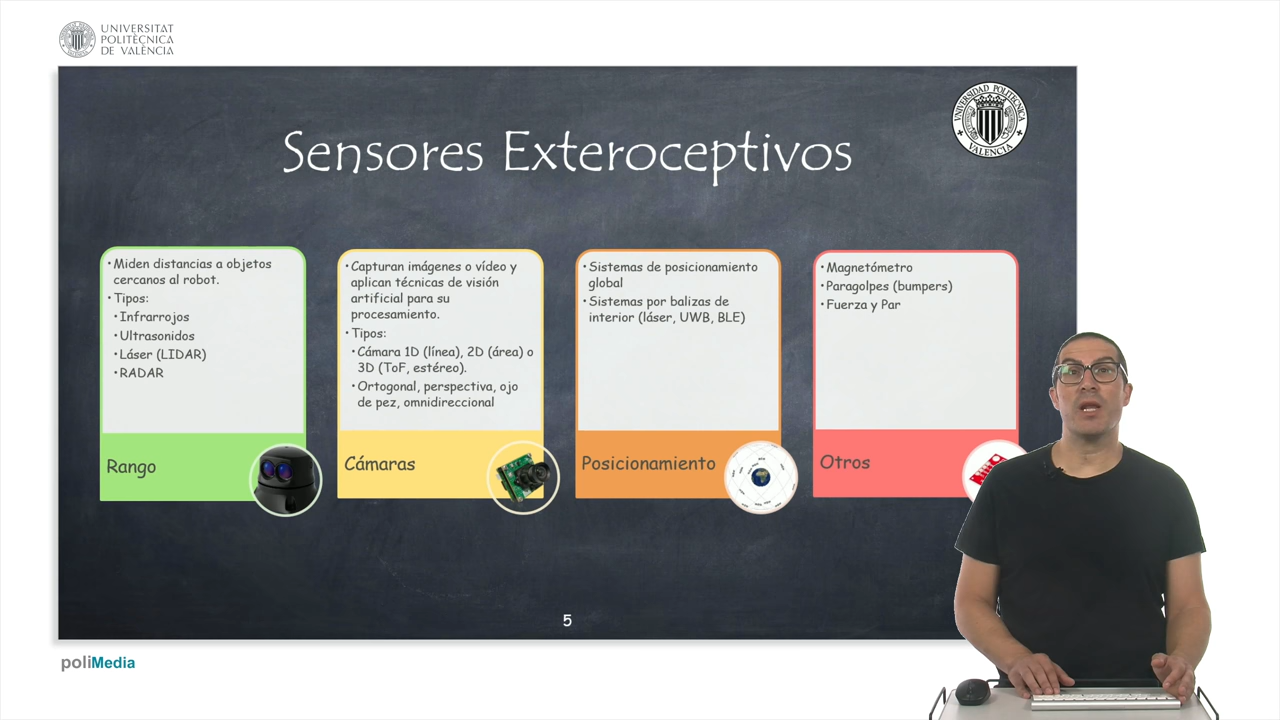 UNIVERSITAT
POLITÈCNICA
DE VALÈNCIA
UNIVERSIDAD POLITECNICA
VALENCIA
Sensores Exteroceptivos
• Miden distancias a objetos
cercanos al robot.
• Tipos:
• Infrarrojos
• Ultrasonidos
• Láser (LIDAR)
• RADAR
Rango
• Capturan imágenes o vídeo y
aplican técnicas de visión
artificial para su
procesamiento.
• Tipos:
• Cámara 1D (línea), 2D (área) o
3D (ToF, estéreo).
• Ortogonal, perspectiva, ojo
de pez, omnidireccional
Cámaras
• Sistemas de posicionamiento
global
• Sistemas por balizas de
interior (láser, UWB, BLE)
Posicionamiento
• Magnetómetro
• Paragolpes (bumpers)
• Fuerza y Par
Otros
5
poliMedia